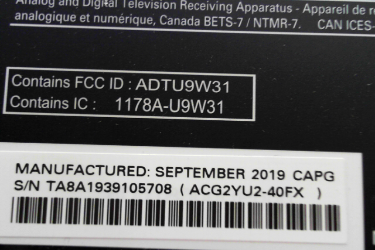 Analog and Digital Television Receiving Apparatus - Appareil de ré
analogique et numérique, Canada BETS-7 / NTMR-7. CAN ICES-
Contains FCC ID : ADTU9W31
Contains IC : 1178A-U9W31
MANUFACTURED: SEPTEMBER 2019 CAPG
S/N TA8A1939105708 ( ACG2YU2-40FX )